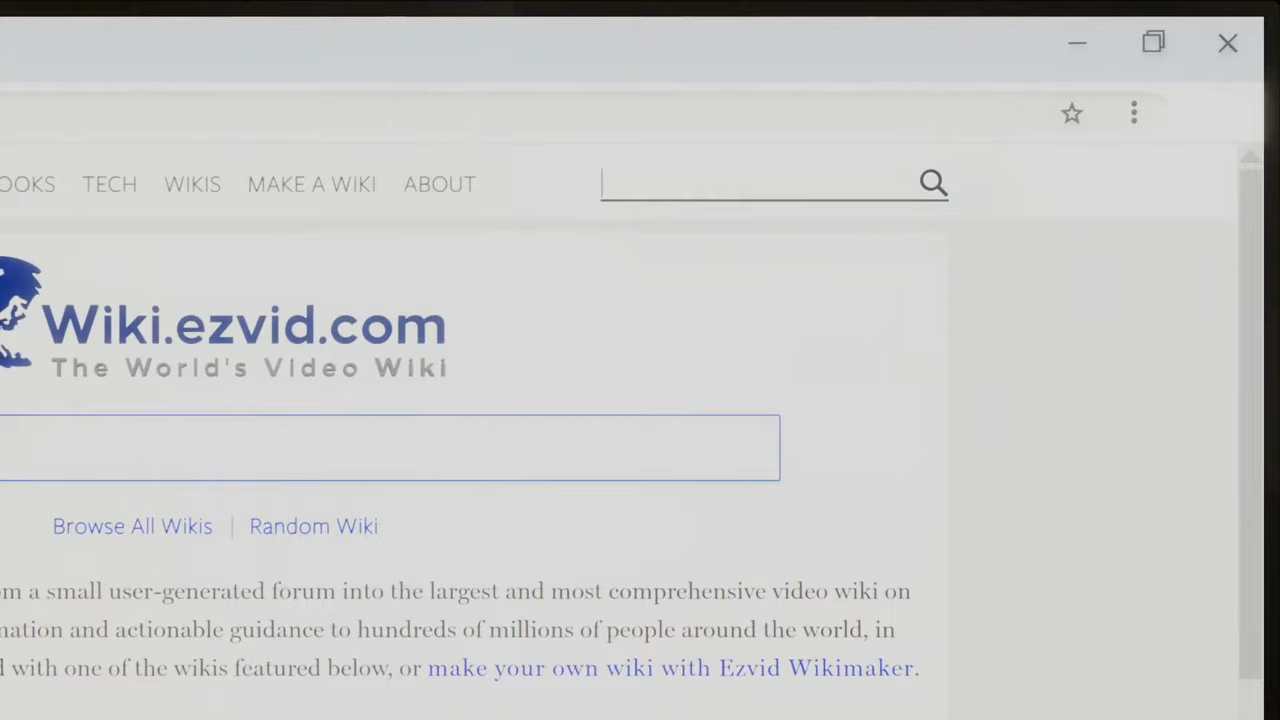 OOKS TECH WIKIS MAKE A WIKI ABOUT
Wiki.ezvid.com
The World's Video Wiki
Browse All Wikis | Random Wiki
a small user-generated forum into the largest and most comprehensive video wiki on
and actionable guidance to hundreds of millions of people around the world, in
with one of the wikis featured below, or make your own wiki with Ezvid Wikimaker.